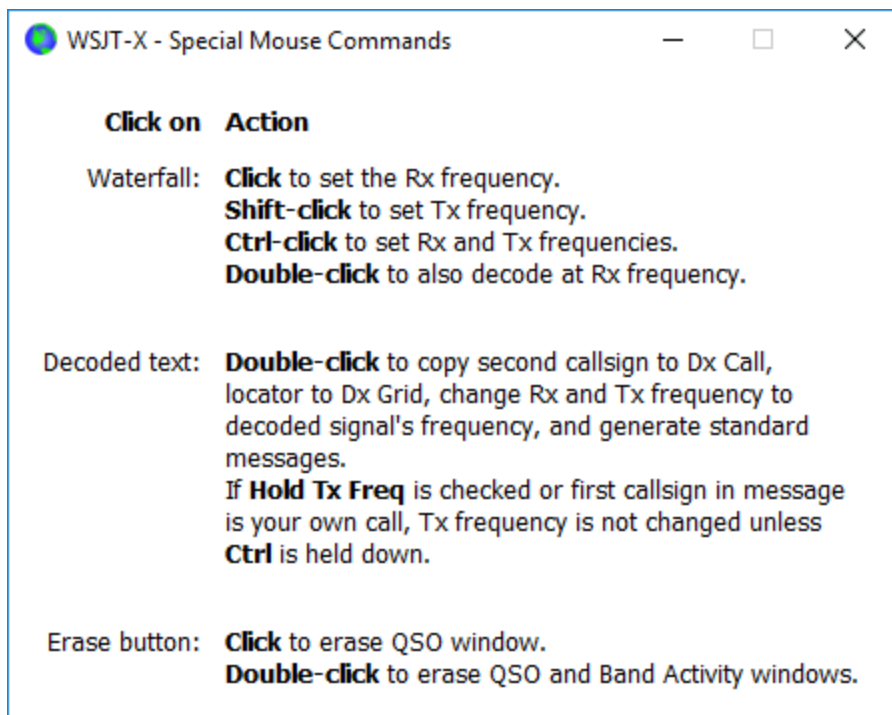 WSJT-X - Special Mouse Commands
Click on Action
Waterfall: Click to set the Rx frequency.
Shift-click to set Tx frequency.
Ctrl-click to set Rx and Tx frequencies.
Double-click to also decode at Rx frequency.
Decoded text: Double-click to copy second callsign to Dx Call,
locator to Dx Grid, change Rx and Tx frequency to
decoded signal's frequency, and generate standard
messages.
If Hold Tx Freq is checked or first callsign in message
is your own call, Tx frequency is not changed unless
Ctrl is held down.
Erase button: Click to erase QSO window.
Double-click to erase QSO and Band Activity windows.